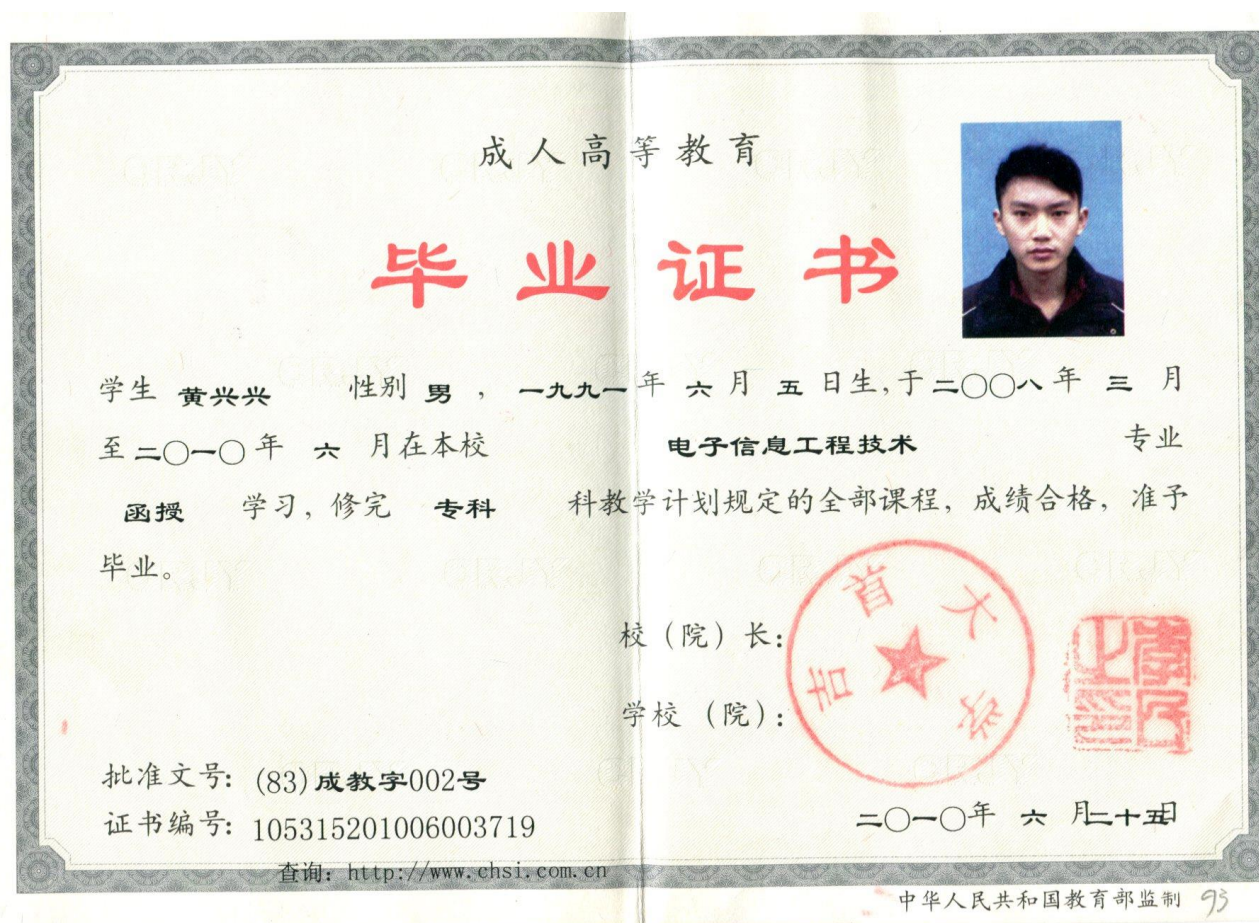 成人高等教育
毕业证书
学生 黄兴兴 性别 男 ， 一九九一 年 六 月 五 日生，于 二〇〇八 年 三 月
至 二〇一〇 年 六 月在本校 电子信息工程技术 专业
函授 学习，修完 专科 科教学计划规定的全部课程，成绩合格，准予
毕业。
校（院）长：
学校（院）：
吉首大学
批准文号：(83)成教字002号
证书编号：105315201006003719
二〇一〇年 六 月二十五日
查询：http://www.chsi.com.cn
中华人民共和国教育部监制 93